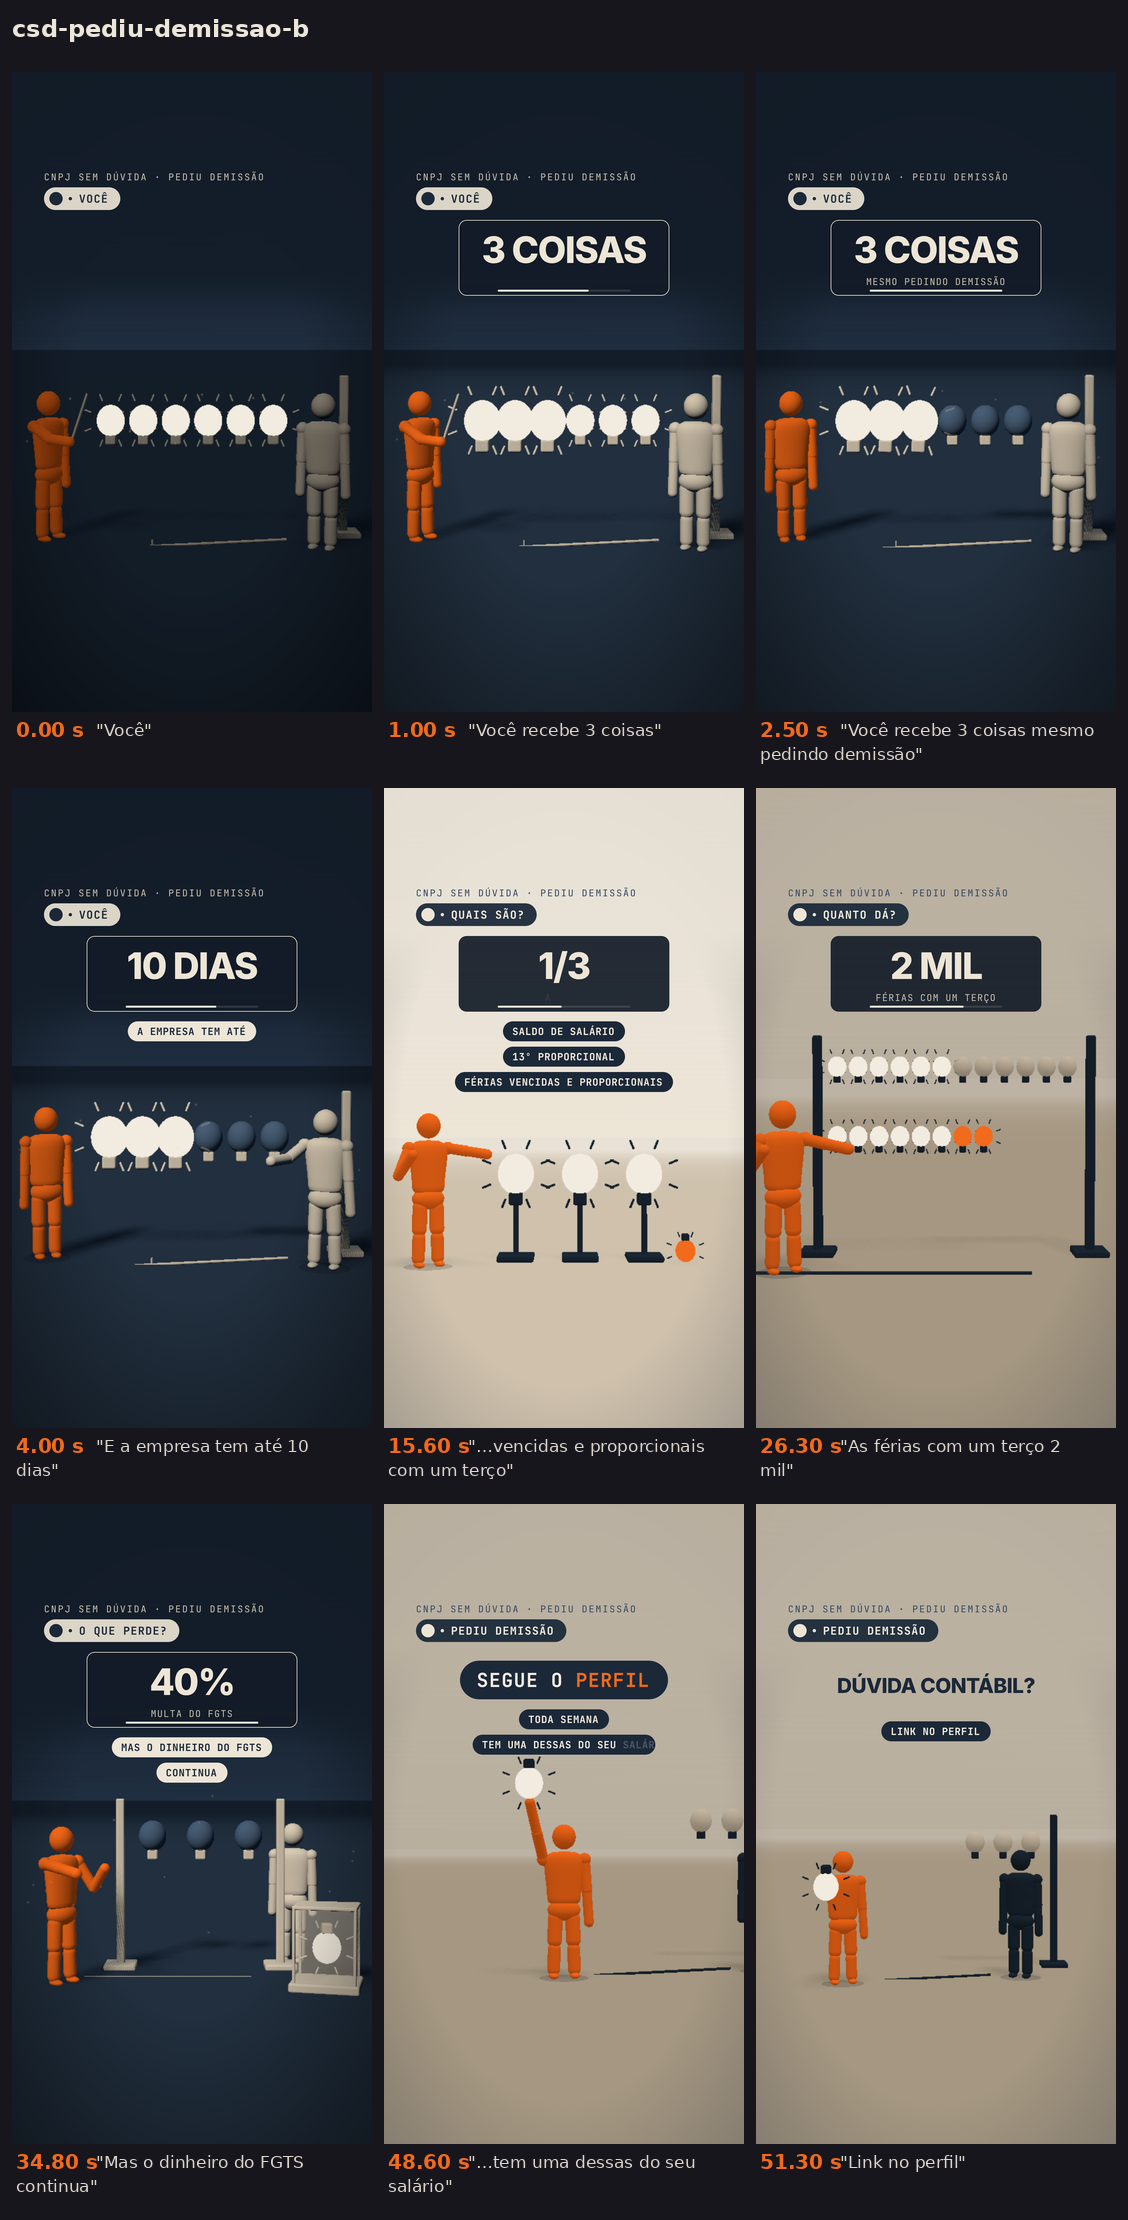 csd-pediu-demissao-b
CNPJ SEM DÚVIDA · PEDIU DEMISSÃO
• VOCÊ
0.00 s "Você"
CNPJ SEM DÚVIDA · PEDIU DEMISSÃO
• VOCÊ
3 COISAS
1.00 s "Você recebe 3 coisas"
CNPJ SEM DÚVIDA · PEDIU DEMISSÃO
• VOCÊ
3 COISAS
MESMO PEDINDO DEMISSÃO
2.50 s "Você recebe 3 coisas mesmo
pedindo demissão"
CNPJ SEM DÚVIDA · PEDIU DEMISSÃO
• VOCÊ
10 DIAS
A EMPRESA TEM ATÉ
4.00 s "E a empresa tem até 10
dias"
CNPJ SEM DÚVIDA · PEDIU DEMISSÃO
• QUAIS SÃO?
1/3
SALDO DE SALÁRIO
13º PROPORCIONAL
FÉRIAS VENCIDAS E PROPORCIONAIS
15.60 s "...vencidas e proporcionais
com um terço"
CNPJ SEM DÚVIDA · PEDIU DEMISSÃO
• QUANTO DÁ?
2 MIL
FÉRIAS COM UM TERÇO
26.30 s "As férias com um terço 2
mil"
CNPJ SEM DÚVIDA · PEDIU DEMISSÃO
• O QUE PERDE?
40%
MULTA DO FGTS
MAS O DINHEIRO DO FGTS
CONTINUA
34.80 s "Mas o dinheiro do FGTS
continua"
CNPJ SEM DÚVIDA · PEDIU DEMISSÃO
• PEDIU DEMISSÃO
SEGUE O PERFIL
TODA SEMANA
TEM UMA DESSAS DO SEU SALÁR
48.60 s "...tem uma dessas do seu
salário"
CNPJ SEM DÚVIDA · PEDIU DEMISSÃO
• PEDIU DEMISSÃO
DÚVIDA CONTÁBIL?
LINK NO PERFIL
51.30 s "Link no perfil"